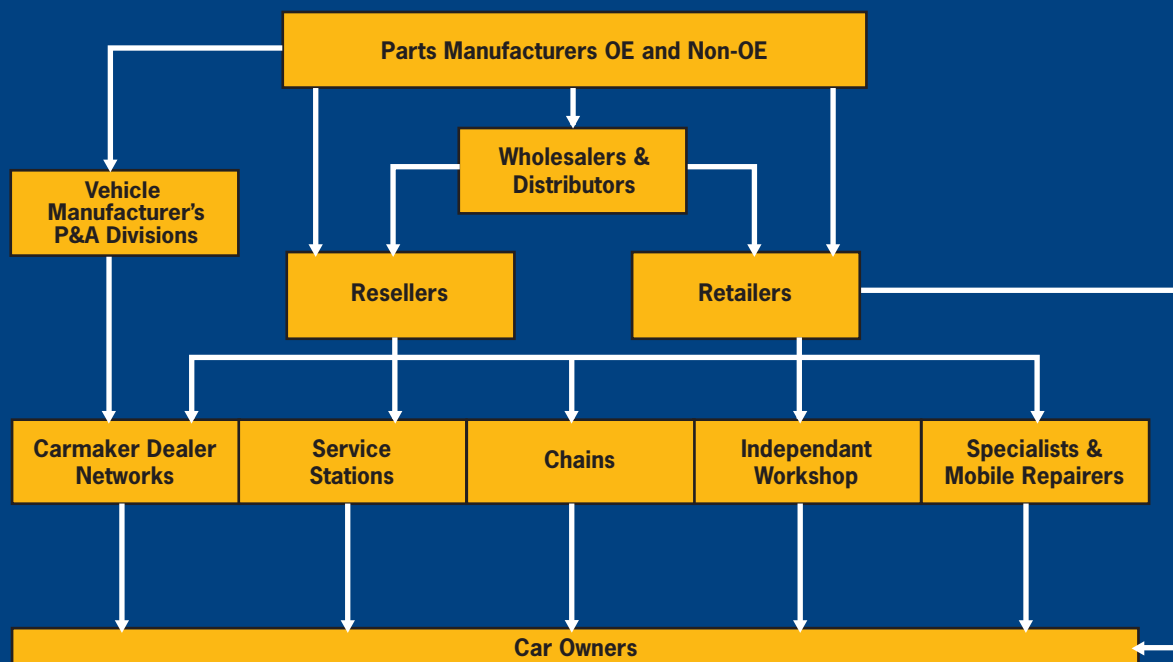 Parts Manufacturers OE and Non-OE
Wholesalers &
Distributors
Vehicle
Manufacturer’s
P&A Divisions
Resellers
Retailers
Carmaker Dealer
Networks
Service
Stations
Chains
Independant
Workshop
Specialists &
Mobile Repairers
Car Owners